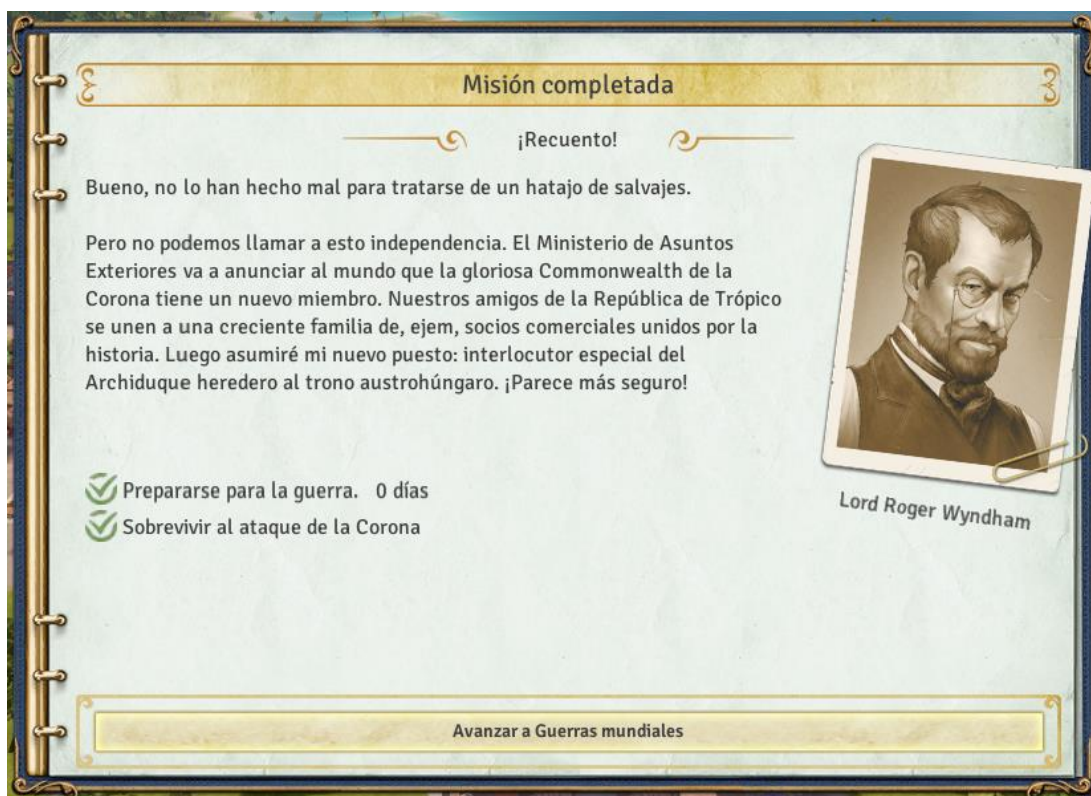 Misión completada
¡Recuento!
Bueno, no lo han hecho mal para tratarse de un hatajo de salvajes.
Pero no podemos llamar a esto independencia. El Ministerio de Asuntos
Exteriores va a anunciar al mundo que la gloriosa Commonwealth de la
Corona tiene un nuevo miembro. Nuestros amigos de la República de Trópico
se unen a una creciente familia de, ejem, socios comerciales unidos por la
historia. Luego asumiré mi nuevo puesto: interlocutor especial del
Archiduque heredero al trono austrohúngaro. ¡Parece más seguro!
Prepararse para la guerra. 0 días
Sobrevivir al ataque de la Corona
Lord Roger Wyndham
Avanzar a Guerras mundiales